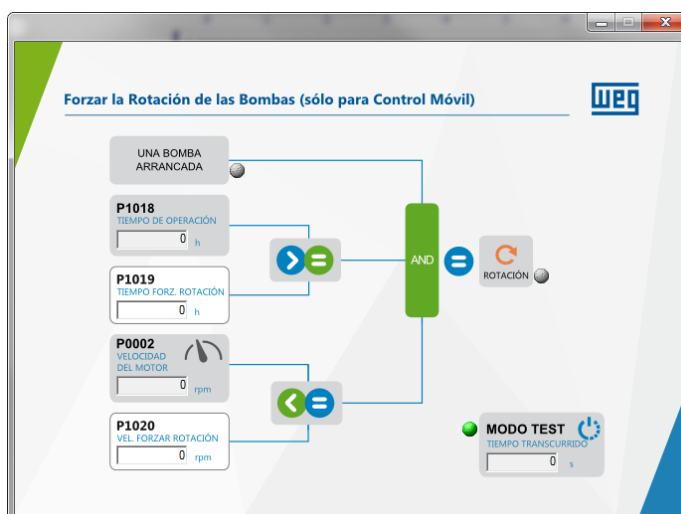 Forzar la Rotación de las Bombas (sólo para Control Móvil)
WEG
UNA BOMBA
ARRANCADA
P1018
TIEMPO DE OPERACIÓN
0 h
P1019
TIEMPO FORZ. ROTACIÓN
0 h
P0002
VELOCIDAD
DEL MOTOR
0 rpm
P1020
VEL. FORZAR ROTACIÓN
0 rpm
> =
< =
AND
=
ROTACIÓN
MODO TEST
TIEMPO TRANSCURRIDO
0 s